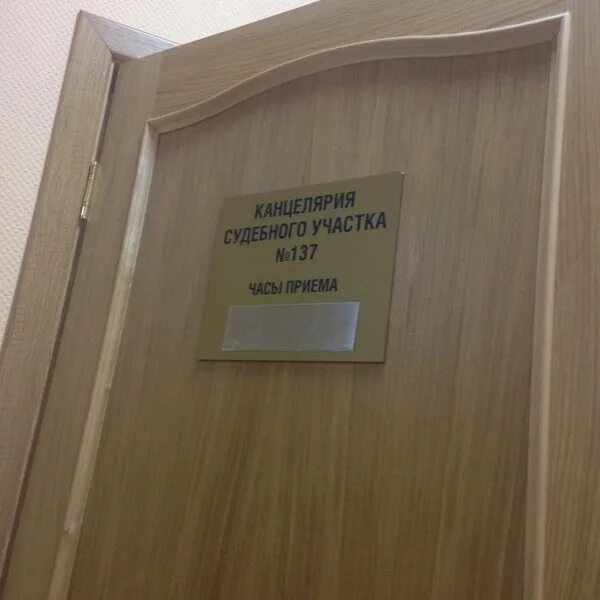 КАНЦЕЛЯРИЯ
СУДЕБНОГО УЧАСТКА
№137
ЧАСЫ ПРИЕМА